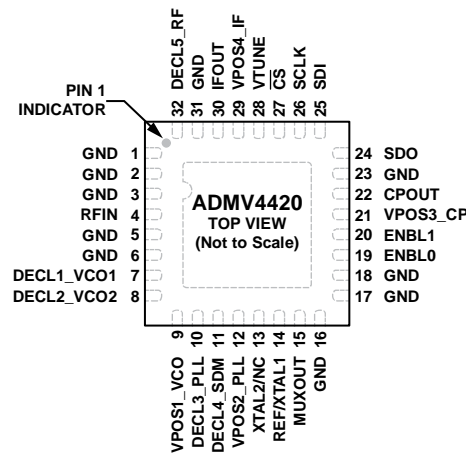 32 DECL5_RF
31 GND
30 IFOUT
29 VPOS4_IF
28 VTUNE
27 CS
26 SCLK
25 SDI
PIN 1
INDICATOR
GND 1
GND 2
GND 3
RFIN 4
GND 5
GND 6
DECL1_VCO1 7
DECL2_VCO2 8
ADMV4420
TOP VIEW
(Not to Scale)
24 SDO
23 GND
22 CPOUT
21 VPOS3_CP
20 ENBL1
19 ENBL0
18 GND
17 GND
VPOS1_VCO 9
DECL3_PLL 10
DECL4_SDM 11
VPOS2_PLL 12
XTAL2/NC 13
REF/XTAL1 14
MUXOUT 15
GND 16